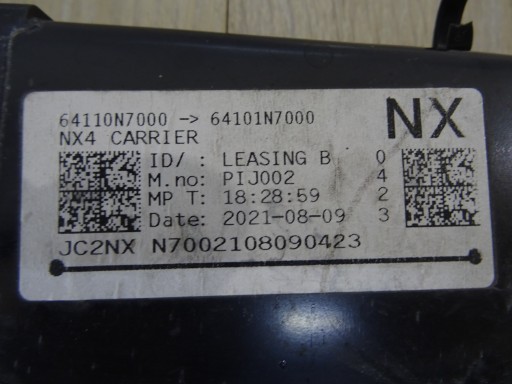 64110N7000 -> 64101N7000
NX
NX4 CARRIER
ID/ : LEASING B 0
M.no: PIJ002 4
MP T: 18:28:59 2
Date: 2021-08-09 3
JC2NX N7002108090423